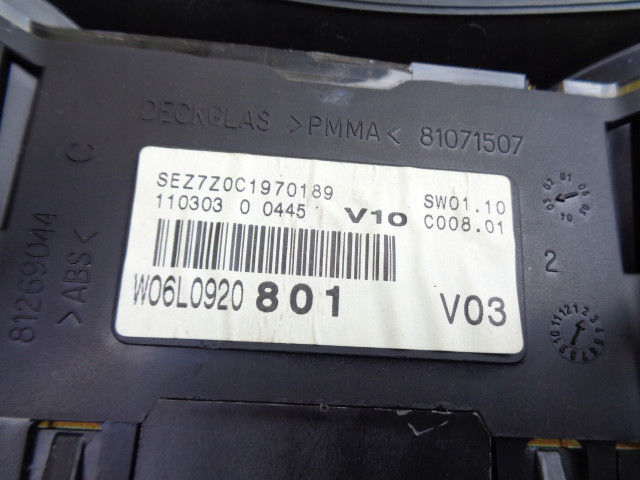 DECKGLAS >PMMA< 81071507
81269044
>ABS<
C
SEZ7Z0C1970189
110303 0 0445 V10
SW01.10
C008.01
W06L0920 801 V03
2